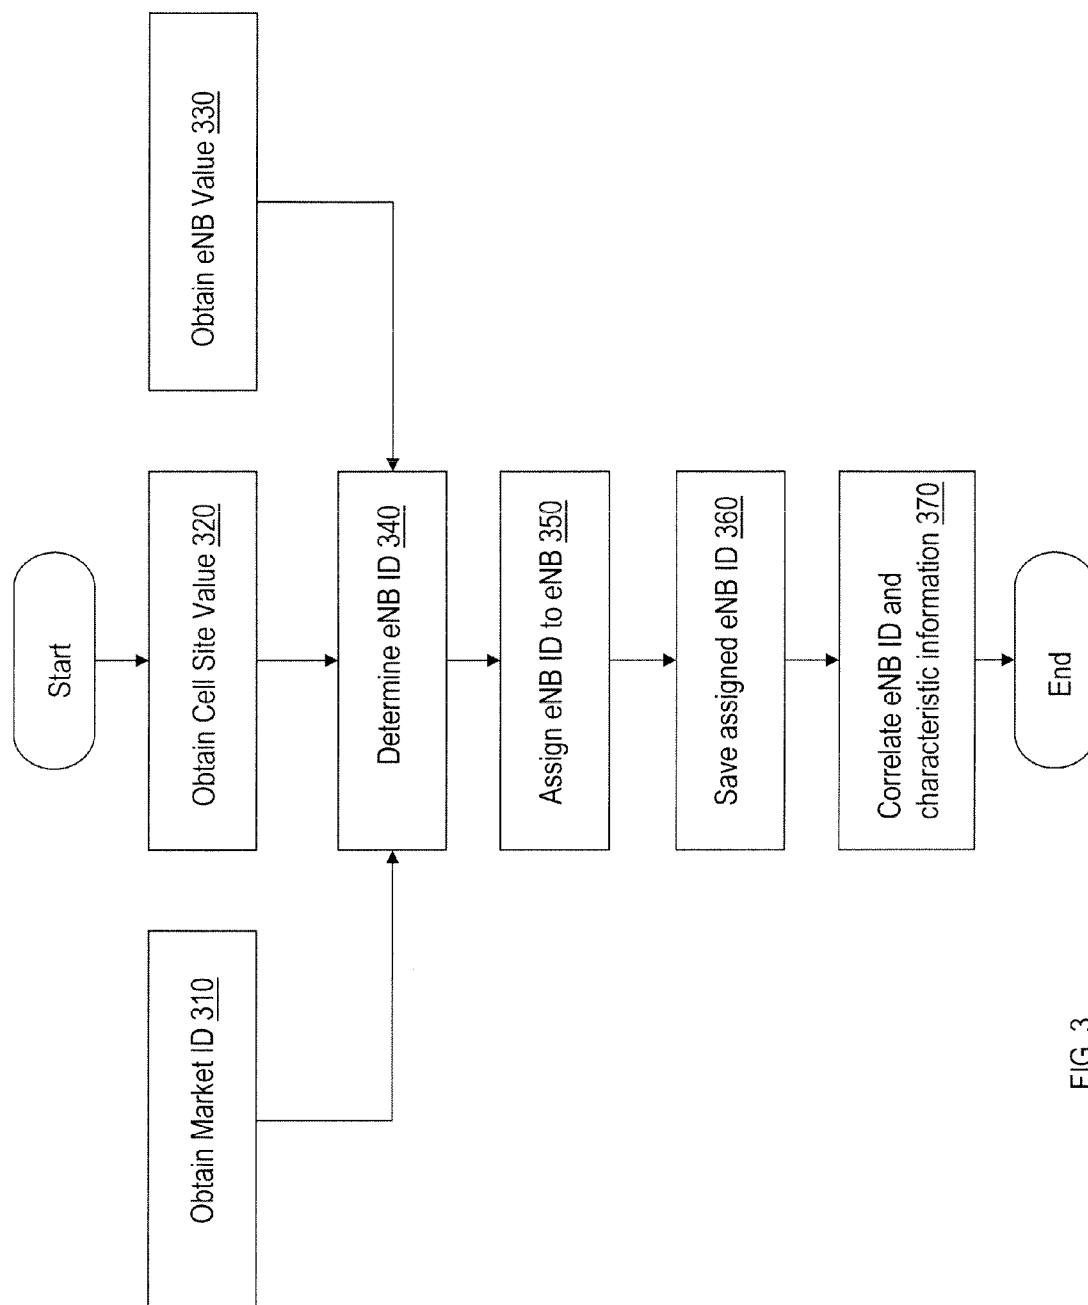 Start
Obtain Market ID 310
Obtain Cell Site Value 320
Obtain eNB Value 330
Determine eNB ID 340
Assign eNB ID to eNB 350
Save assigned eNB ID 360
Correlate eNB ID and
characteristic information 370
End
FIG. 3